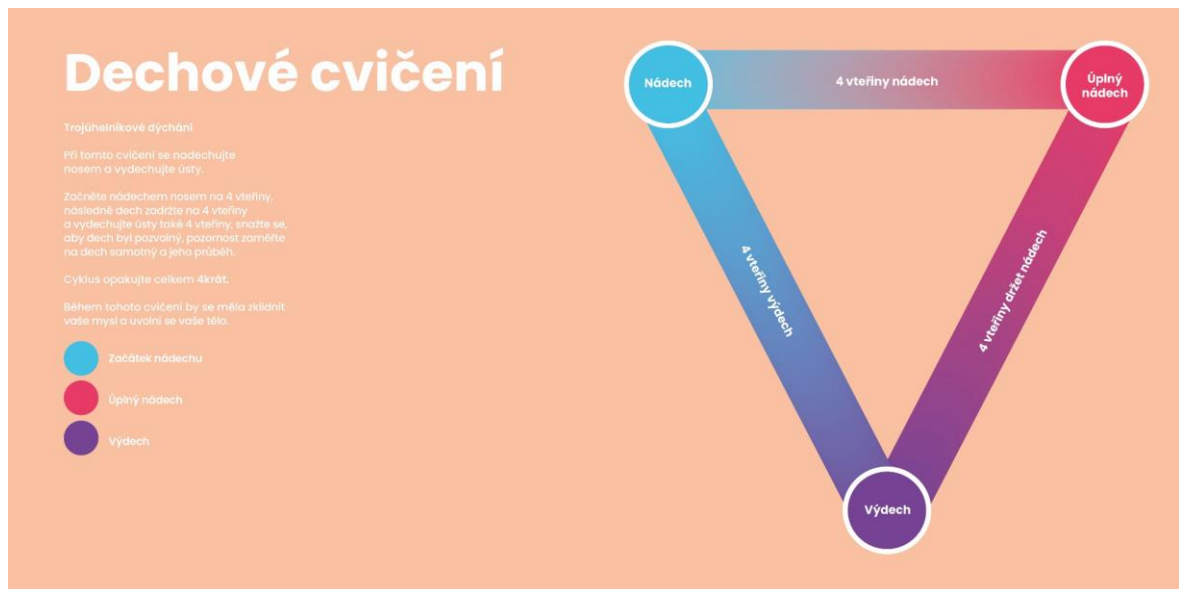 Dechové cvičení
Trojúhelníkové dýchání
Při tomto cvičení se nadechujte
nosem a vydechujte ústy.
Začněte nádechem nosem na 4 vteřiny,
následně dech zadržte na 4 vteřiny
a vydechujte ústy také 4 vteřiny, snažte se,
aby dech byl pozvolný, pozornost zaměřte
na dech samotný a jeho průběh.
Cyklus opakujte celkem 4krát.
Během tohoto cvičení by se měla zklidnit
vaše mysl a uvolní se vaše tělo.
Začátek nádechu
Úplný nádech
Výdech
Nádech
4 vteřiny nádech
Úplný
nádech
4 vteřiny výdech
4 vteřiny držet nádech
Výdech